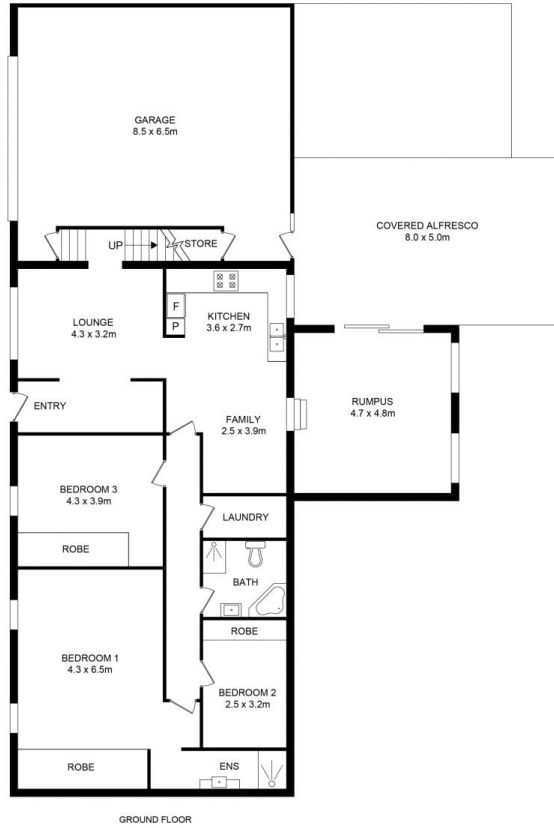 GARAGE
8.5 x 6.5m
UP
STORE
COVERED ALFRESCO
8.0 x 5.0m
LOUNGE
4.3 x 3.2m
F
P
KITCHEN
3.6 x 2.7m
ENTRY
FAMILY
2.5 x 3.9m
RUMPUS
4.7 x 4.8m
BEDROOM 3
4.3 x 3.9m
ROBE
LAUNDRY
BATH
ROBE
BEDROOM 1
4.3 x 6.5m
BEDROOM 2
2.5 x 3.2m
ROBE
ENS
GROUND FLOOR